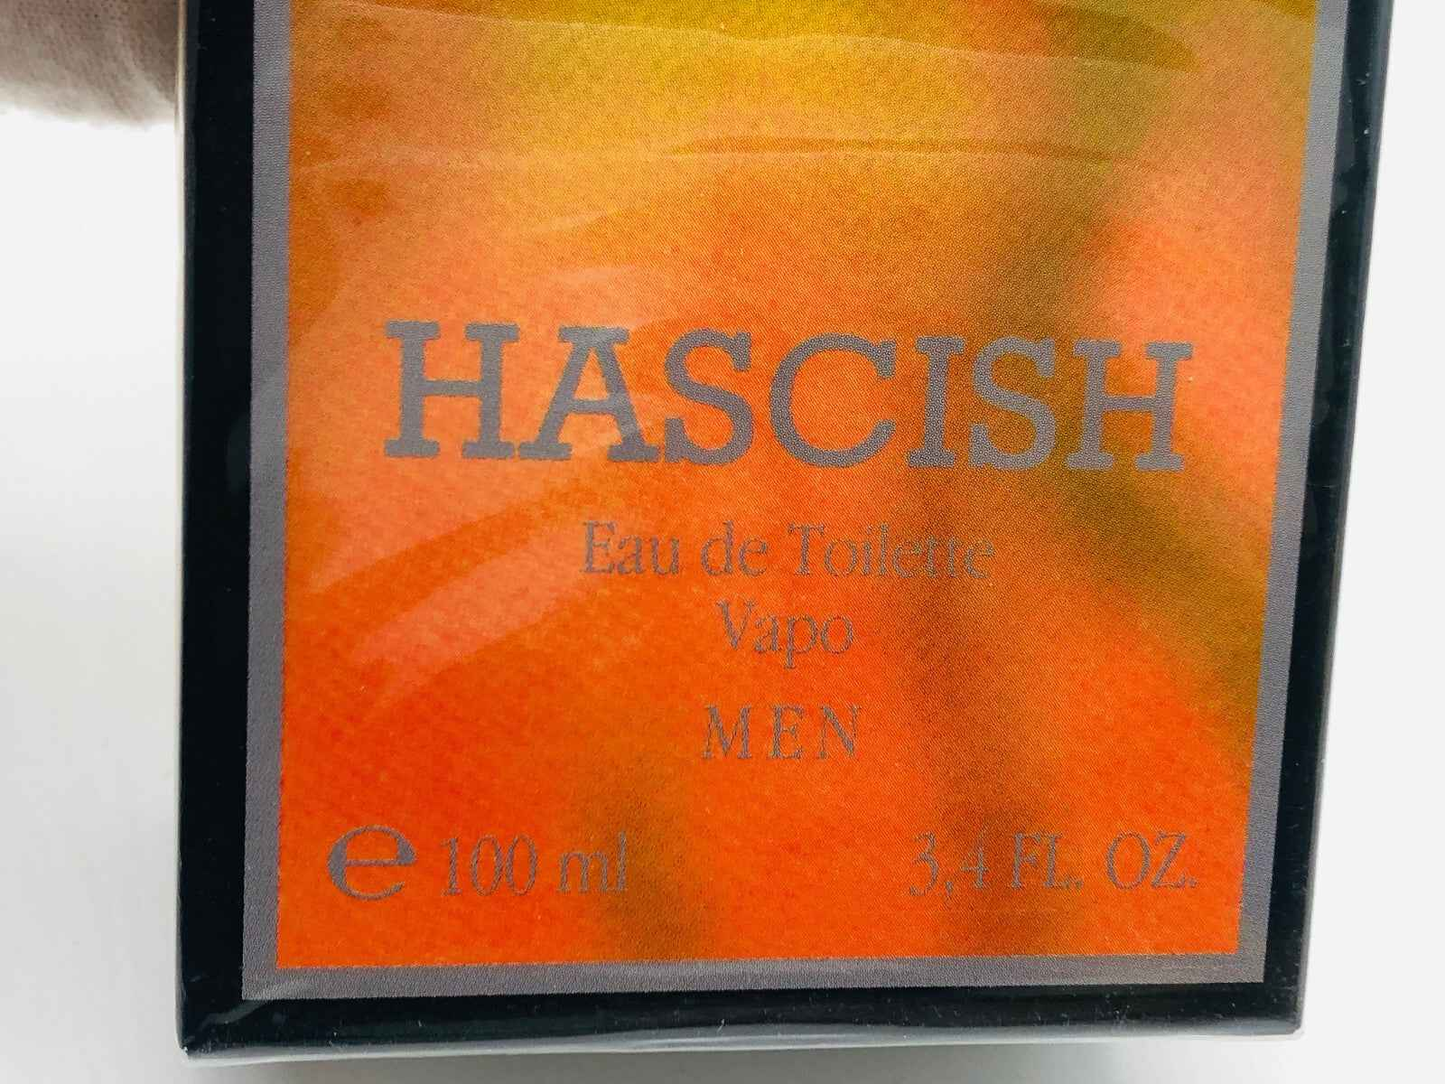 HASCISH
Eau de Toilette
Vapo
MEN
℮ 100 ml 3,4 FL. OZ.